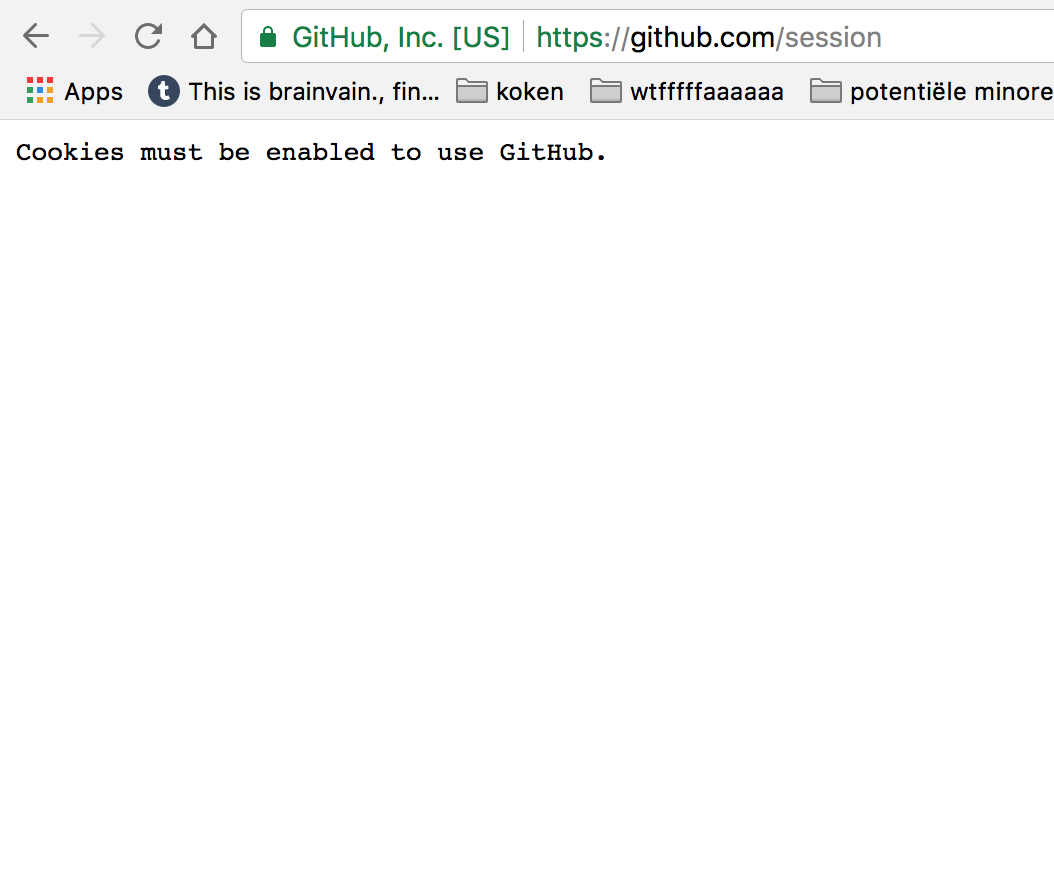 GitHub, Inc. [US] https://github.com/session
Apps This is brainvain., fin... koken wtfffffaaaaaa potentiële minore
Cookies must be enabled to use GitHub.